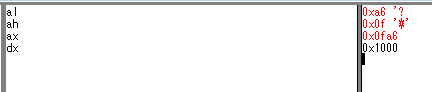 al 0xa6 '?
ah 0x0f '*'
ax 0x0fa6
dx 0x1000